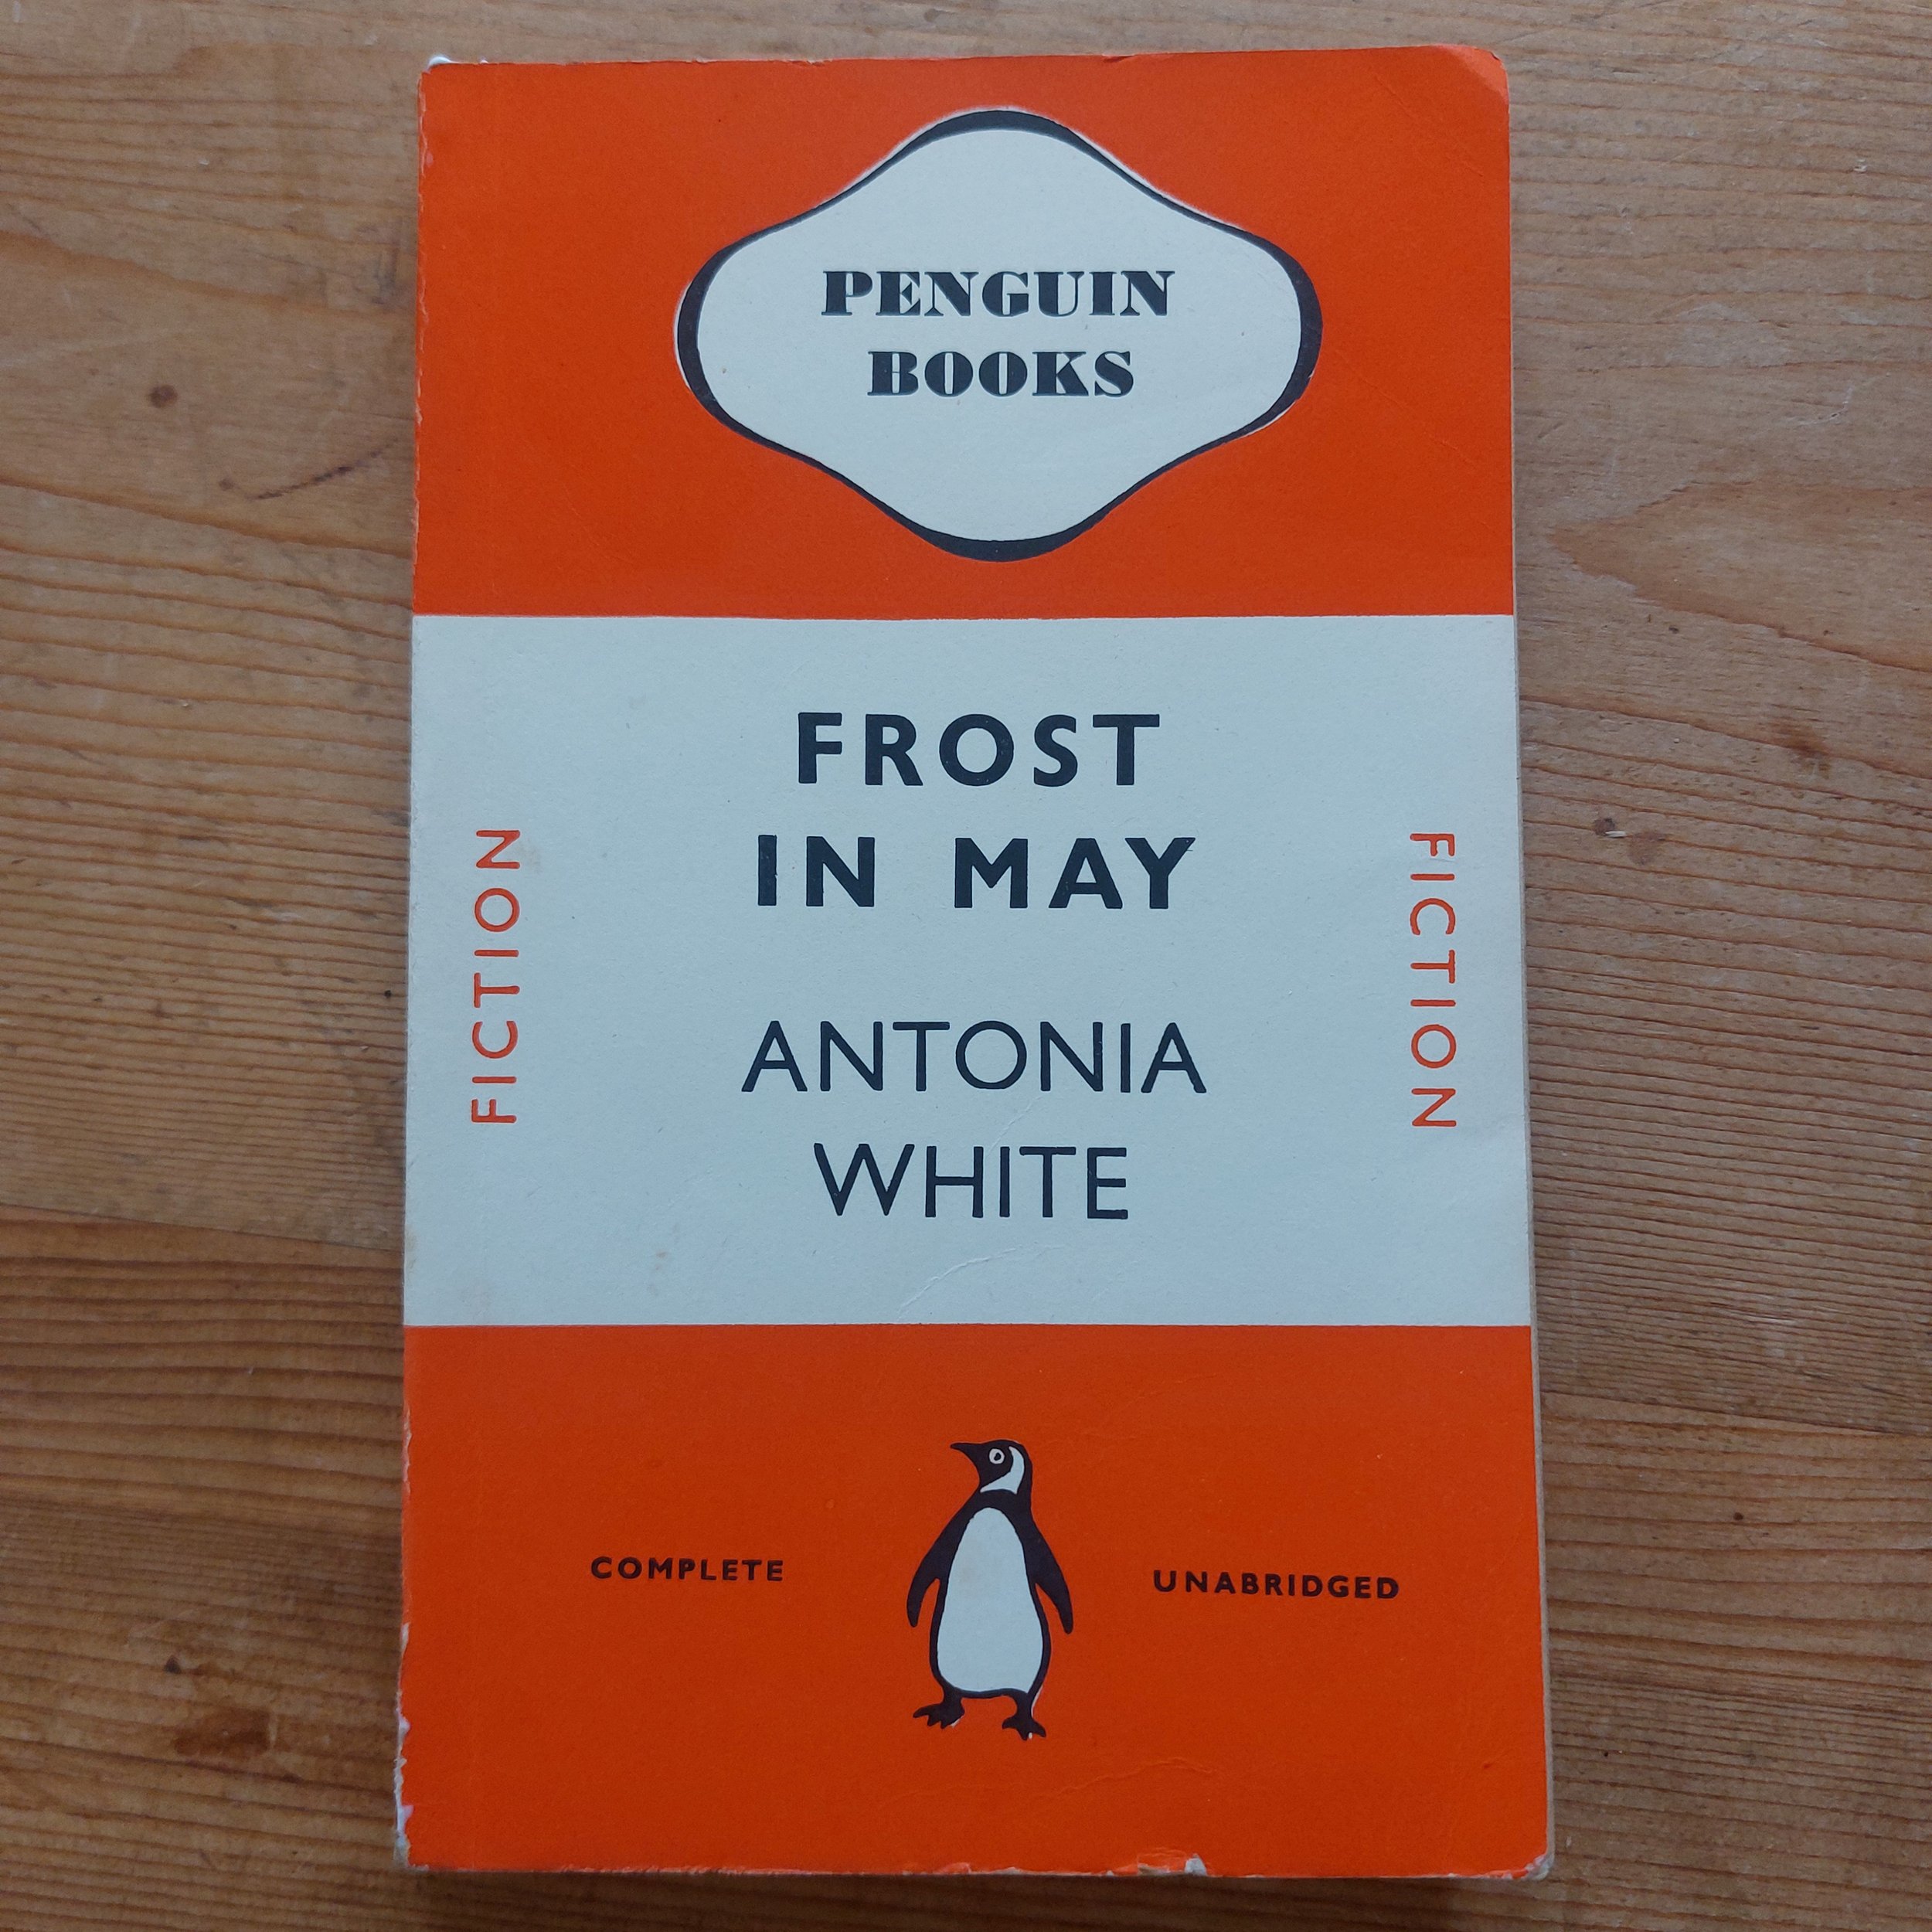 PENGUIN
BOOKS
FROST
IN MAY
ANTONIA
WHITE
FICTION
FICTION
COMPLETE
UNABRIDGED